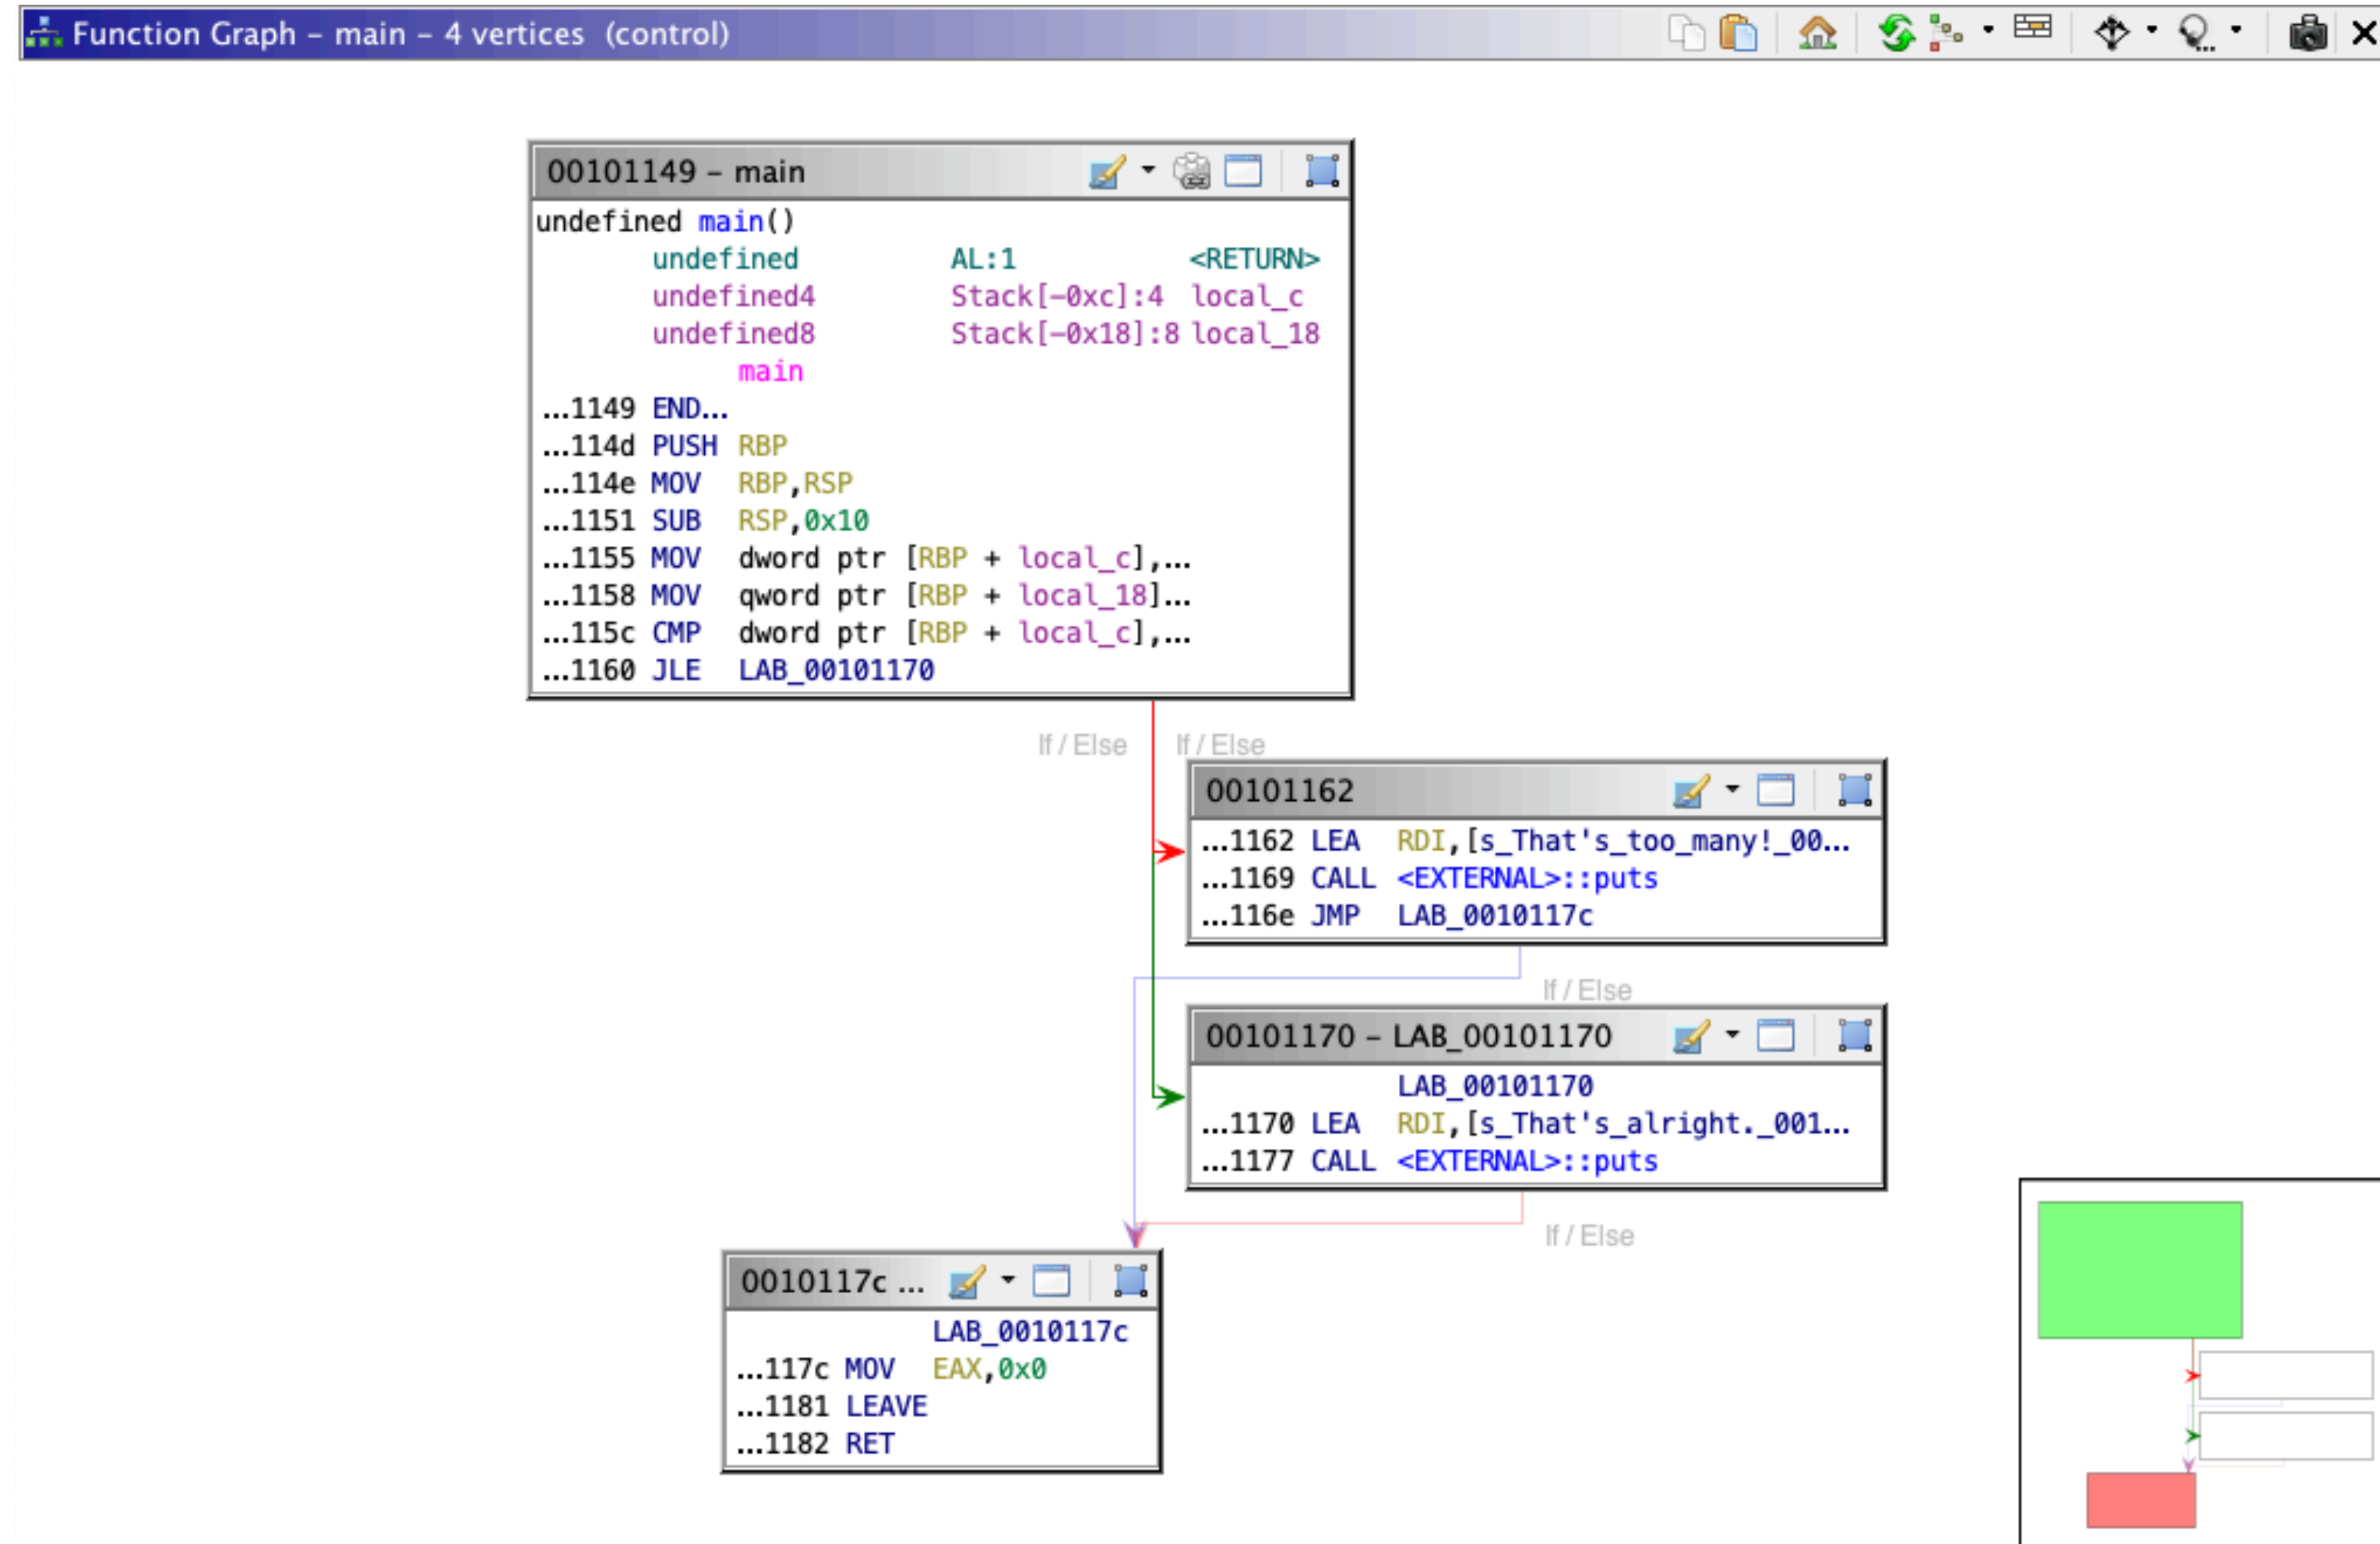 Function Graph – main – 4 vertices (control)
00101149 – main
undefined main()
undefined AL:1 <RETURN>
undefined4 Stack[-0xc]:4 local_c
undefined8 Stack[-0x18]:8 local_18
main
...1149 END...
...114d PUSH RBP
...114e MOV RBP,RSP
...1151 SUB RSP,0x10
...1155 MOV dword ptr [RBP + local_c],...
...1158 MOV qword ptr [RBP + local_18]...
...115c CMP dword ptr [RBP + local_c],...
...1160 JLE LAB_00101170
If / Else If / Else
00101162
...1162 LEA RDI,[s_That's_too_many!_00...
...1169 CALL <EXTERNAL>::puts
...116e JMP LAB_0010117c
If / Else
00101170 – LAB_00101170
LAB_00101170
...1170 LEA RDI,[s_That's_alright._001...
...1177 CALL <EXTERNAL>::puts
If / Else
0010117c ...
LAB_0010117c
...117c MOV EAX,0x0
...1181 LEAVE
...1182 RET